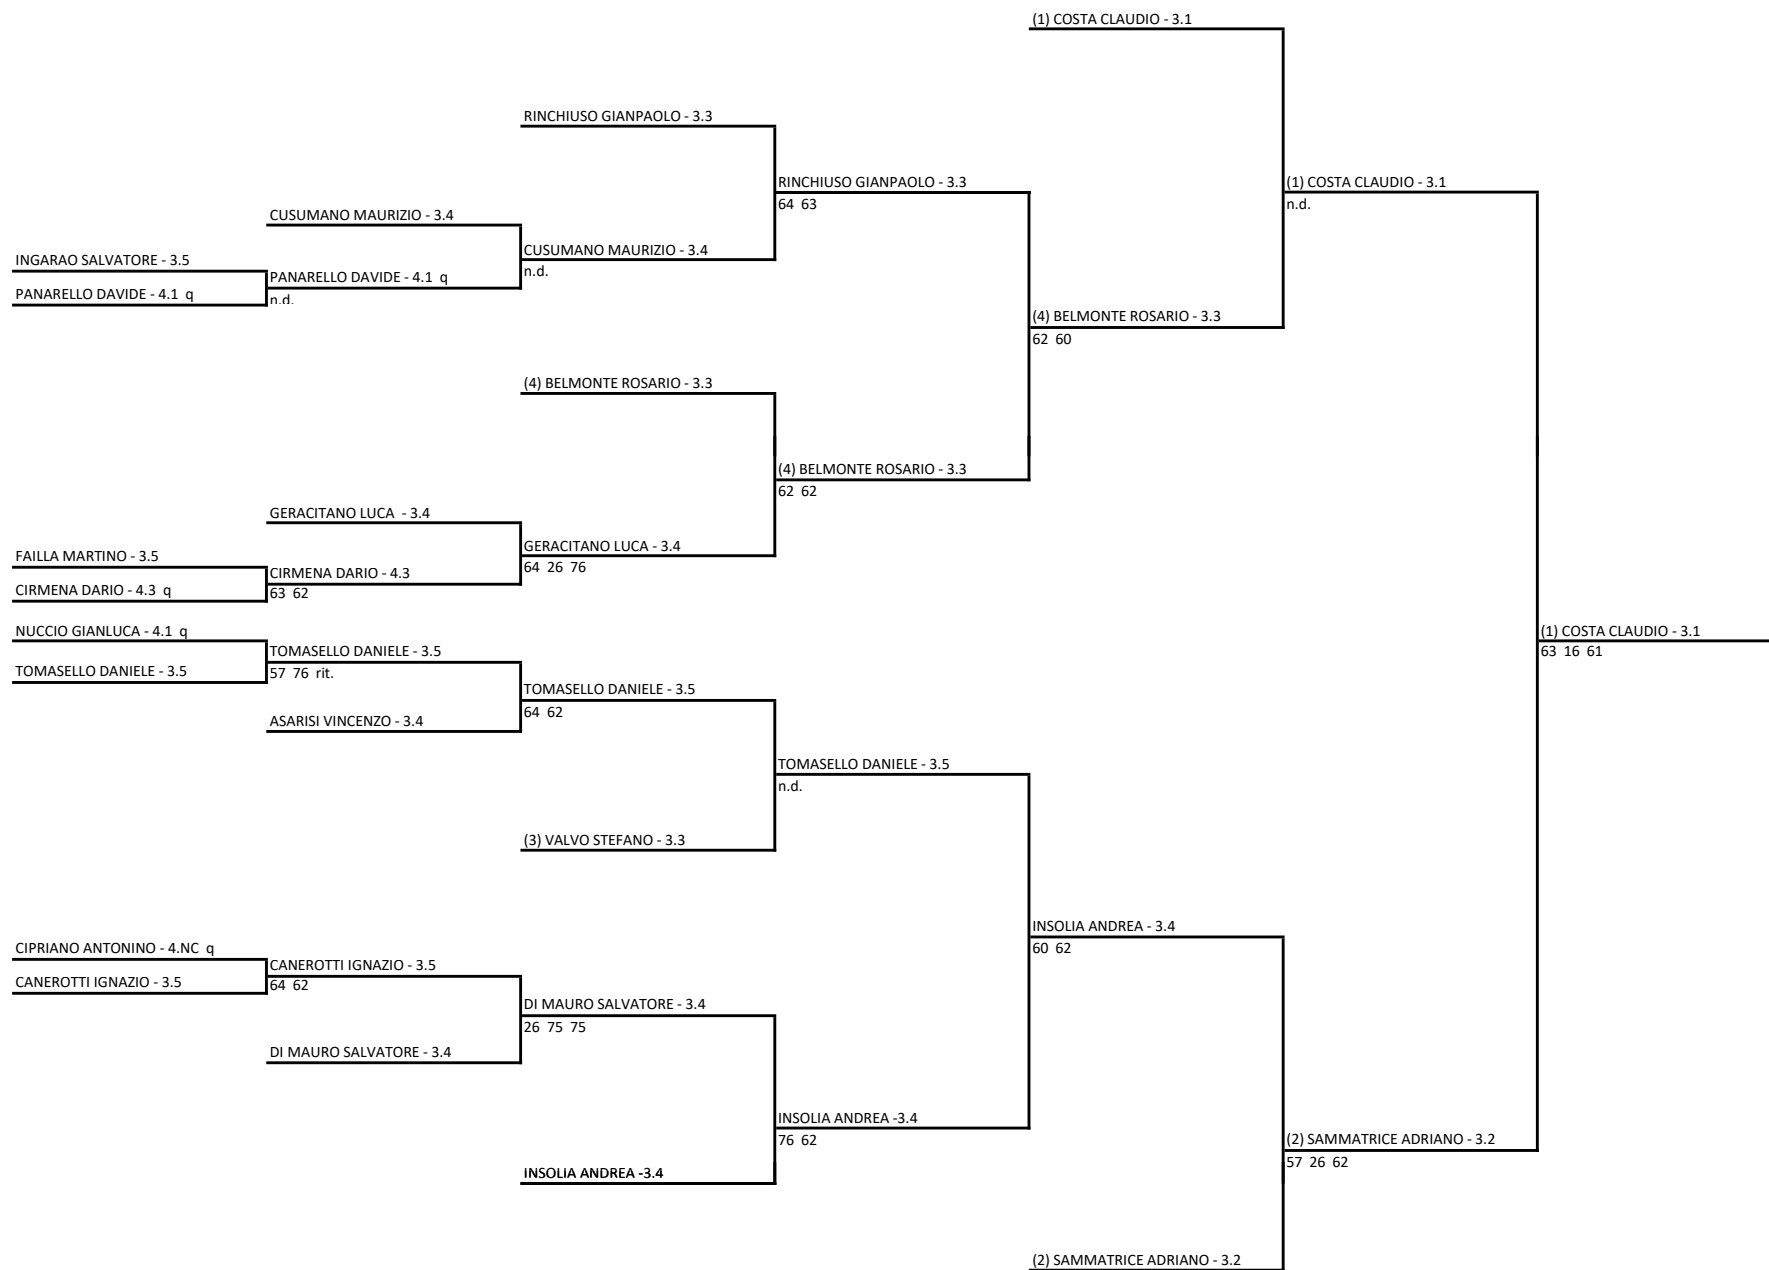 (1) COSTA CLAUDIO - 3.1
RINCHIUSO GIANPAOLO - 3.3
RINCHIUSO GIANPAOLO - 3.3
64 63
(1) COSTA CLAUDIO - 3.1
n.d.
CUSUMANO MAURIZIO - 3.4
CUSUMANO MAURIZIO - 3.4
n.d.
INGARAO SALVATORE - 3.5
PANARELLO DAVIDE - 4.1 q
PANARELLO DAVIDE - 4.1 q
n.d.
(4) BELMONTE ROSARIO - 3.3
62 60
(4) BELMONTE ROSARIO - 3.3
(4) BELMONTE ROSARIO - 3.3
62 62
GERACITANO LUCA - 3.4
GERACITANO LUCA - 3.4
64 26 76
FAILLA MARTINO - 3.5
CIRMENA DARIO - 4.3
CIRMENA DARIO - 4.3 q
63 62
NUCCIO GIANLUCA - 4.1 q
(1) COSTA CLAUDIO - 3.1
63 16 61
TOMASELLO DANIELE - 3.5
TOMASELLO DANIELE - 3.5
57 76 rit.
TOMASELLO DANIELE - 3.5
64 62
ASARISI VINCENZO - 3.4
TOMASELLO DANIELE - 3.5
n.d.
(3) VALVO STEFANO - 3.3
INSOLIA ANDREA - 3.4
60 62
CIPRIANO ANTONINO - 4.NC q
CANEROTTI IGNAZIO - 3.5
CANEROTTI IGNAZIO - 3.5
64 62
DI MAURO SALVATORE - 3.4
26 75 75
DI MAURO SALVATORE - 3.4
INSOLIA ANDREA -3.4
76 62
(2) SAMMATRICE ADRIANO - 3.2
57 26 62
INSOLIA ANDREA -3.4
(2) SAMMATRICE ADRIANO - 3.2